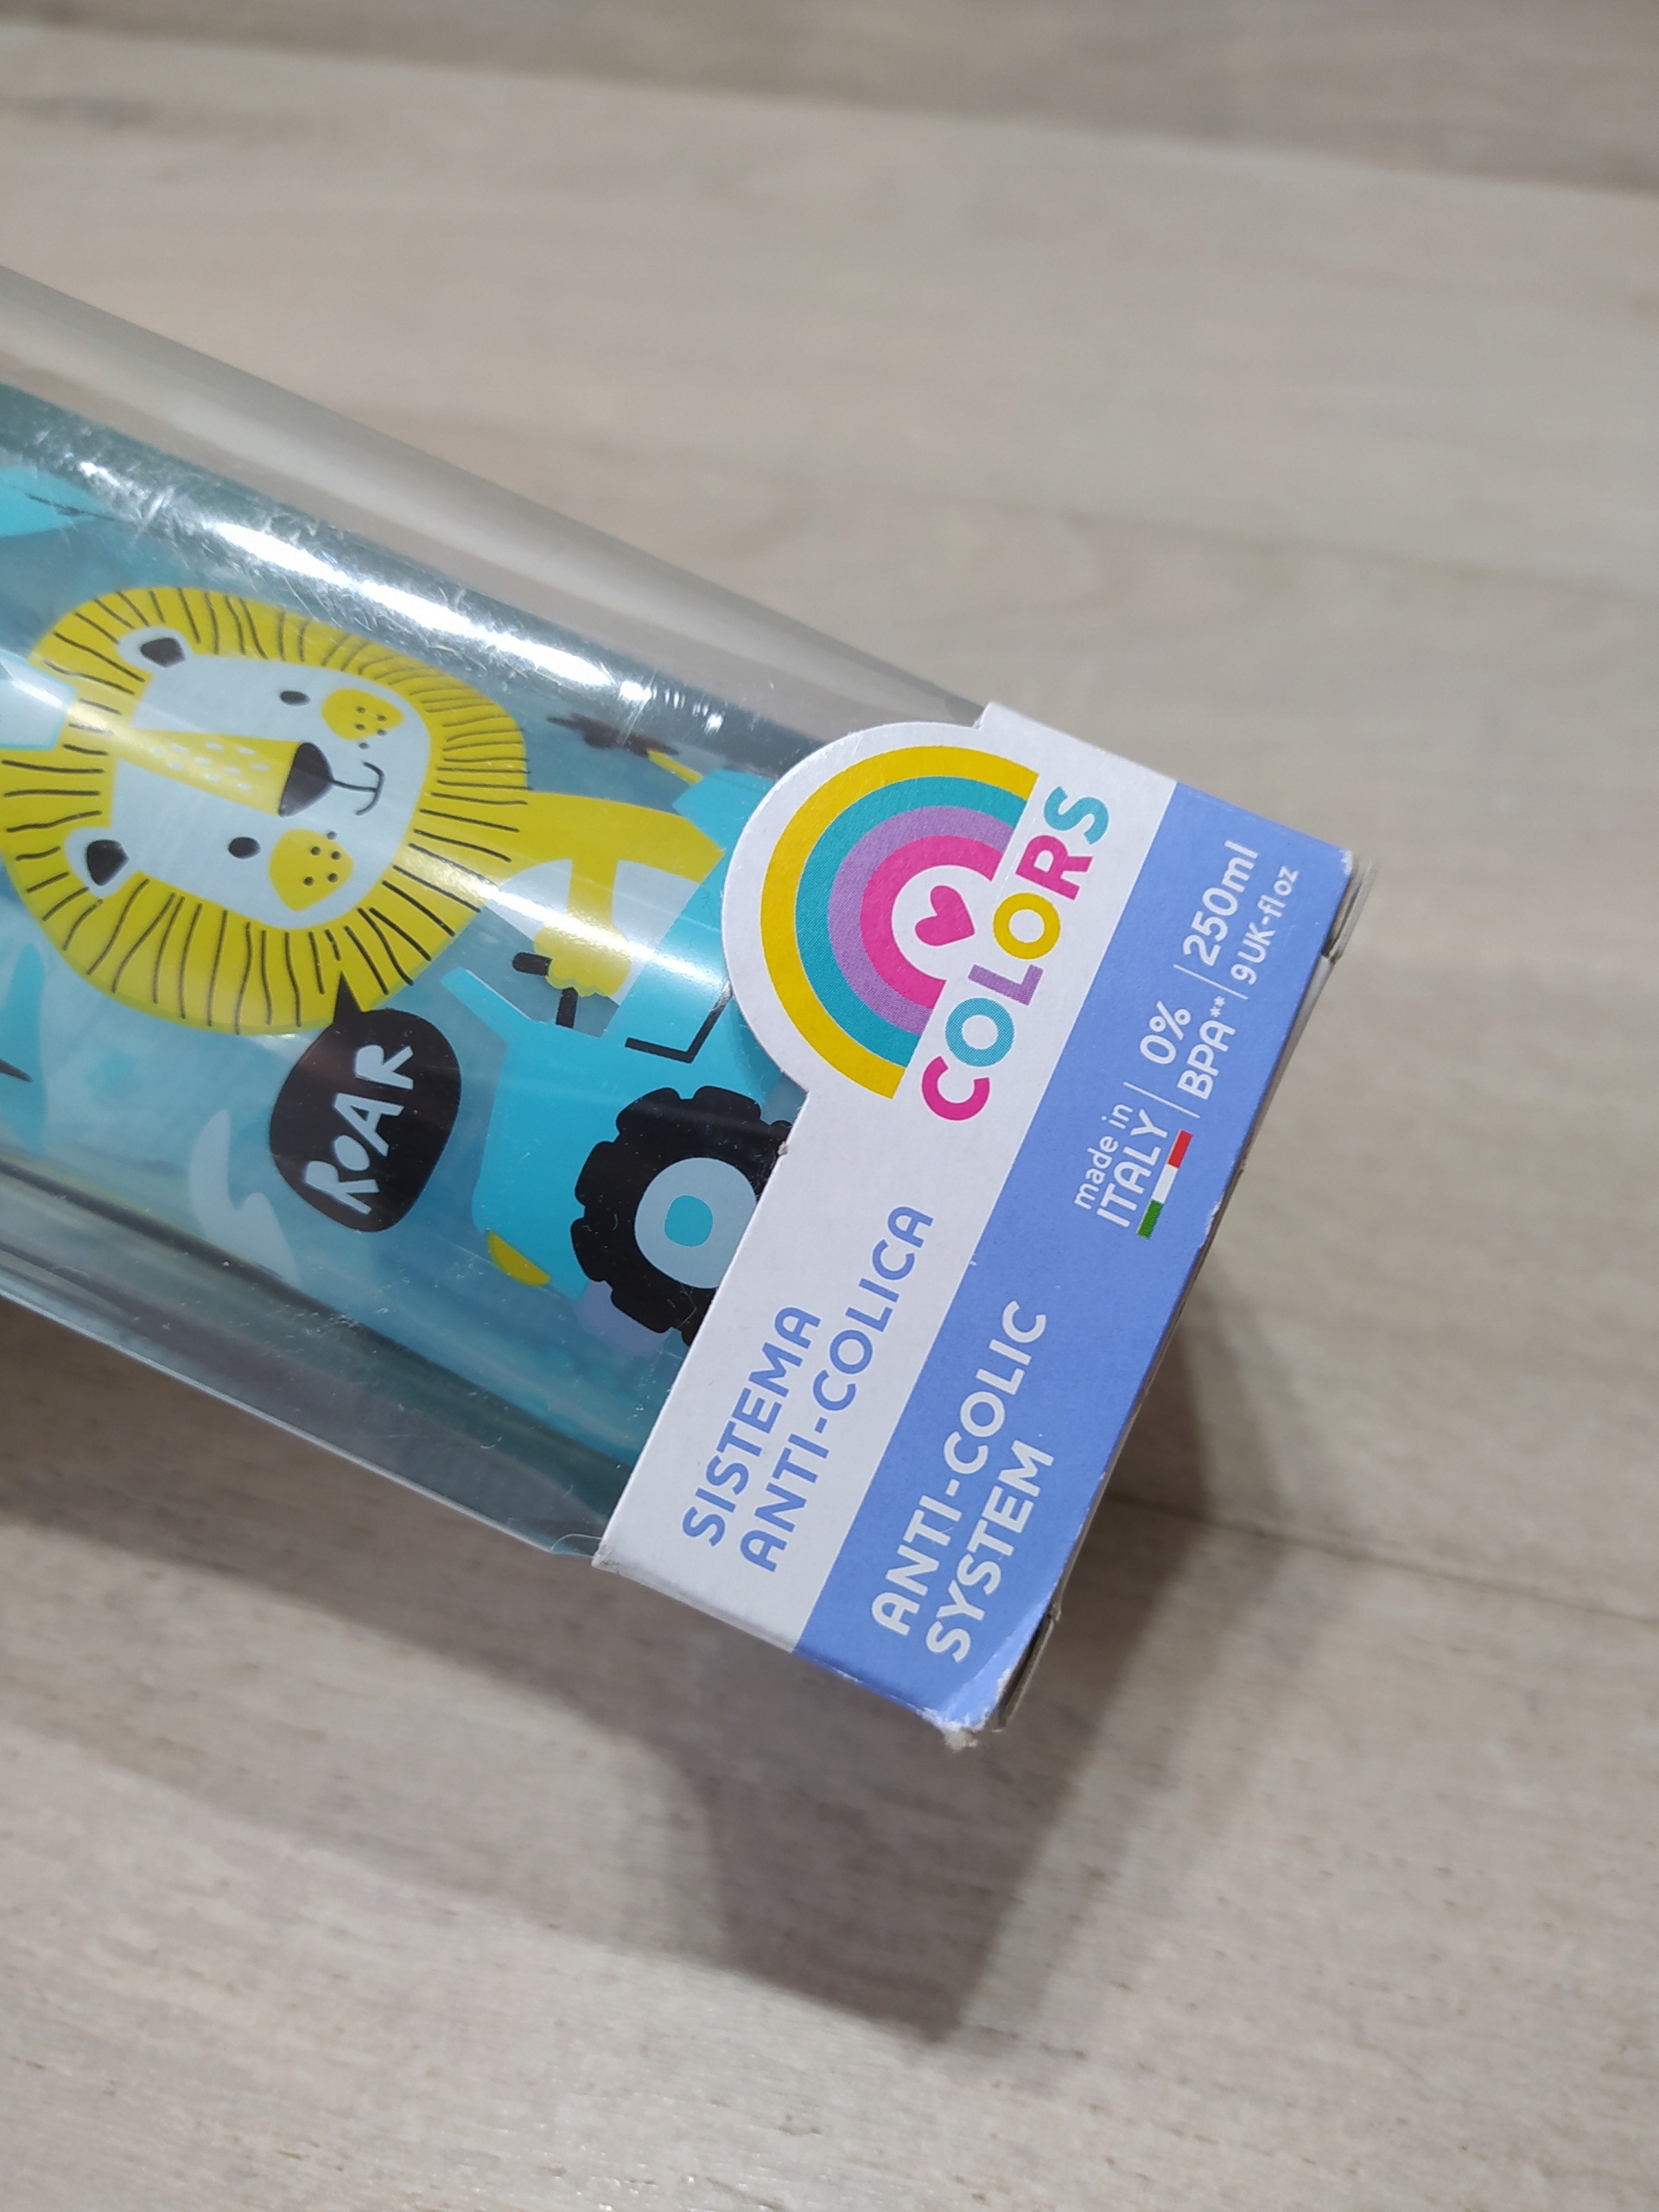 ROAR
COLORS
SISTEMA
ANTI-COLICA
ANTI-COLIC
SYSTEM
made in
ITALY
0%
BPA**
250ml
9UK-fl oz